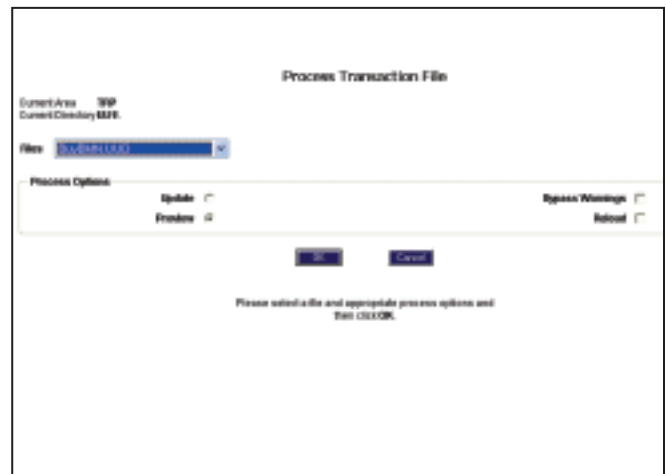 Process Transaction File
Current Area
Current Directory
Files
Process Options
Update
Bypass Warnings
Preview
Reload
OK
Cancel
Please select a file and appropriate process options and
then click OK.